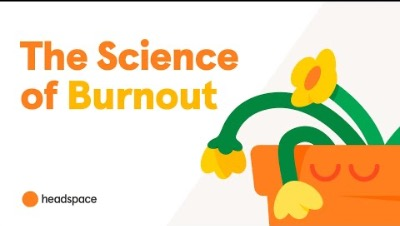 The Science
of Burnout
headspace